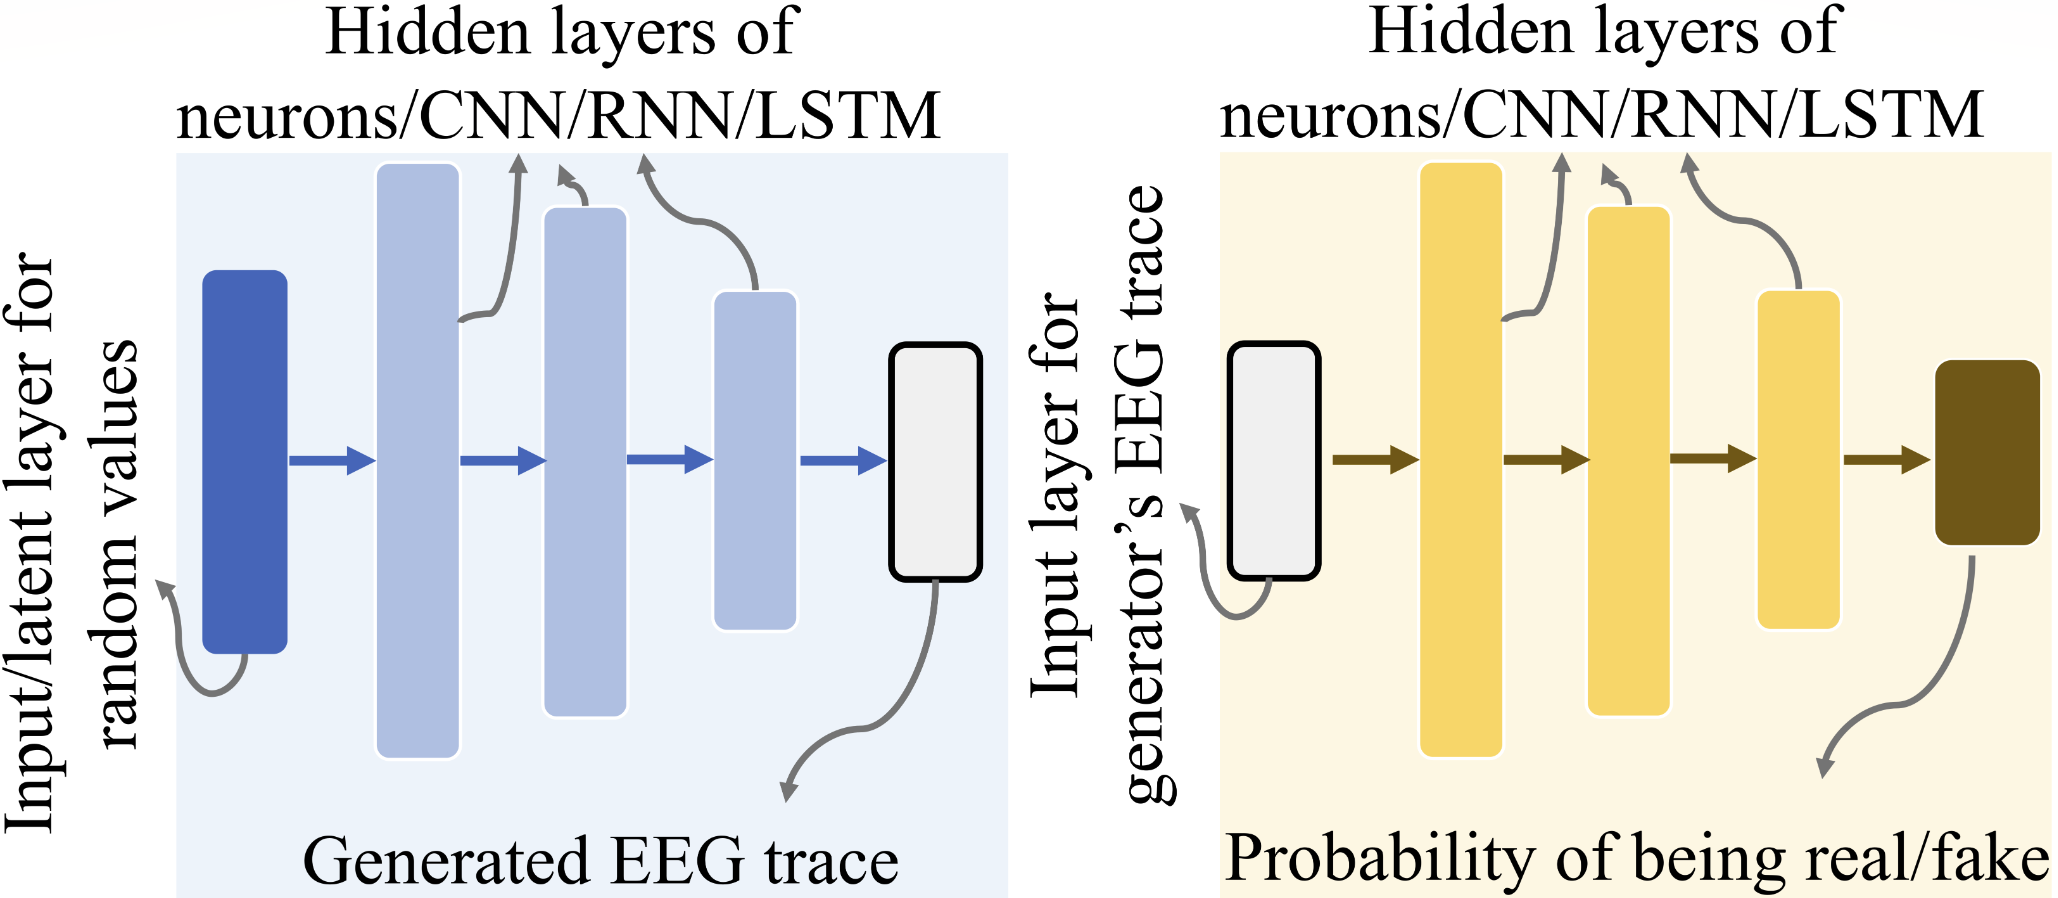 Hidden layers of
neurons/CNN/RNN/LSTM
Input/latent layer for
random values
Generated EEG trace
Hidden layers of
neurons/CNN/RNN/LSTM
Input layer for
generator’s EEG trace
Probability of being real/fake